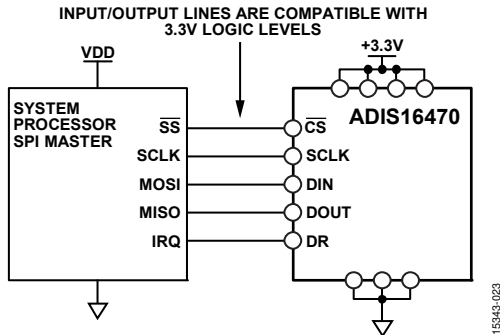 INPUT/OUTPUT LINES ARE COMPATIBLE WITH
3.3V LOGIC LEVELS
VDD
+3.3V
SYSTEM
PROCESSOR
SPI MASTER
SS
SCLK
MOSI
MISO
IRQ
ADIS16470
CS
SCLK
DIN
DOUT
DR
15343-023